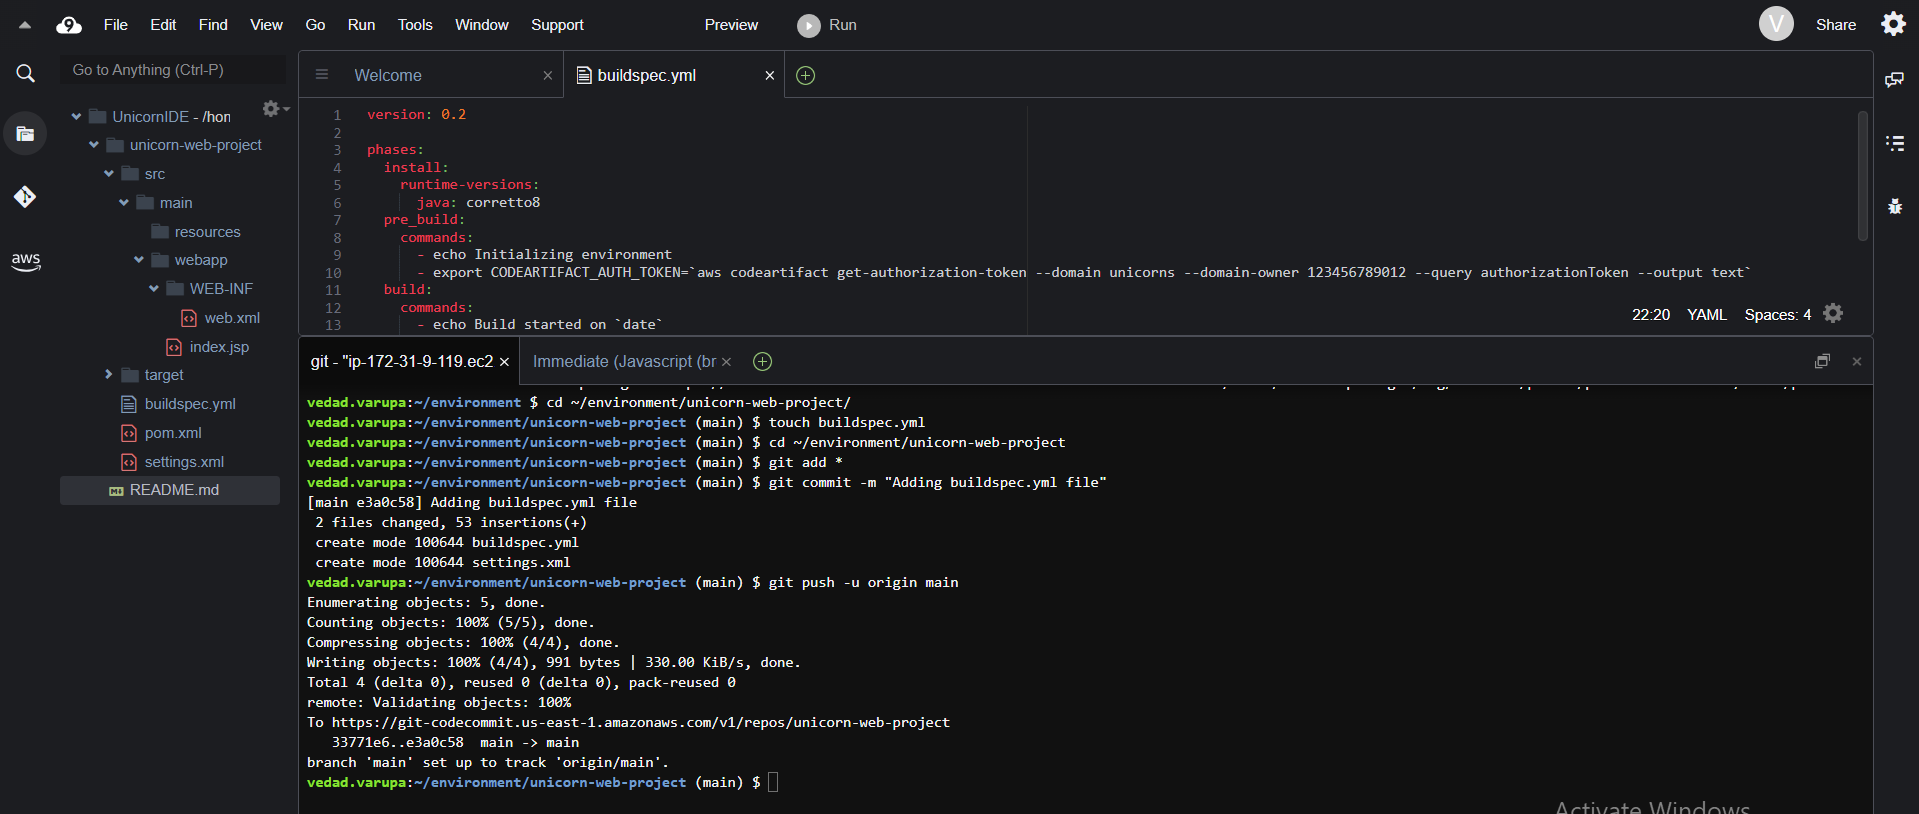 File Edit Find View Go Run Tools Window Support Preview Run V Share
Go to Anything (Ctrl-P)
UnicornIDE - /hom
unicorn-web-project
src
main
resources
webapp
WEB-INF
web.xml
index.jsp
target
buildspec.yml
pom.xml
settings.xml
README.md
aws
Welcome
buildspec.yml
1 version: 0.2
2
3 phases:
4 install:
5 runtime-versions:
6 java: corretto8
7 pre_build:
8 commands:
9 - echo Initializing environment
10 - export CODEARTIFACT_AUTH_TOKEN=`aws codeartifact get-authorization-token --domain unicorns --domain-owner 123456789012 --query authorizationToken --output text`
11 build:
12 commands:
13 - echo Build started on `date`
22:20 YAML Spaces: 4
git - "ip-172-31-9-119.ec2
Immediate (Javascript (br
vedad.varupa:~/environment $ cd ~/environment/unicorn-web-project/
vedad.varupa:~/environment/unicorn-web-project (main) $ touch buildspec.yml
vedad.varupa:~/environment/unicorn-web-project (main) $ cd ~/environment/unicorn-web-project
vedad.varupa:~/environment/unicorn-web-project (main) $ git add *
vedad.varupa:~/environment/unicorn-web-project (main) $ git commit -m "Adding buildspec.yml file"
[main e3a0c58] Adding buildspec.yml file
2 files changed, 53 insertions(+)
create mode 100644 buildspec.yml
create mode 100644 settings.xml
vedad.varupa:~/environment/unicorn-web-project (main) $ git push -u origin main
Enumerating objects: 5, done.
Counting objects: 100% (5/5), done.
Compressing objects: 100% (4/4), done.
Writing objects: 100% (4/4), 991 bytes | 330.00 KiB/s, done.
Total 4 (delta 0), reused 0 (delta 0), pack-reused 0
remote: Validating objects: 100%
To https://git-codecommit.us-east-1.amazonaws.com/v1/repos/unicorn-web-project
33771e6..e3a0c58 main -> main
branch 'main' set up to track 'origin/main'.
vedad.varupa:~/environment/unicorn-web-project (main) $
Activate Windows